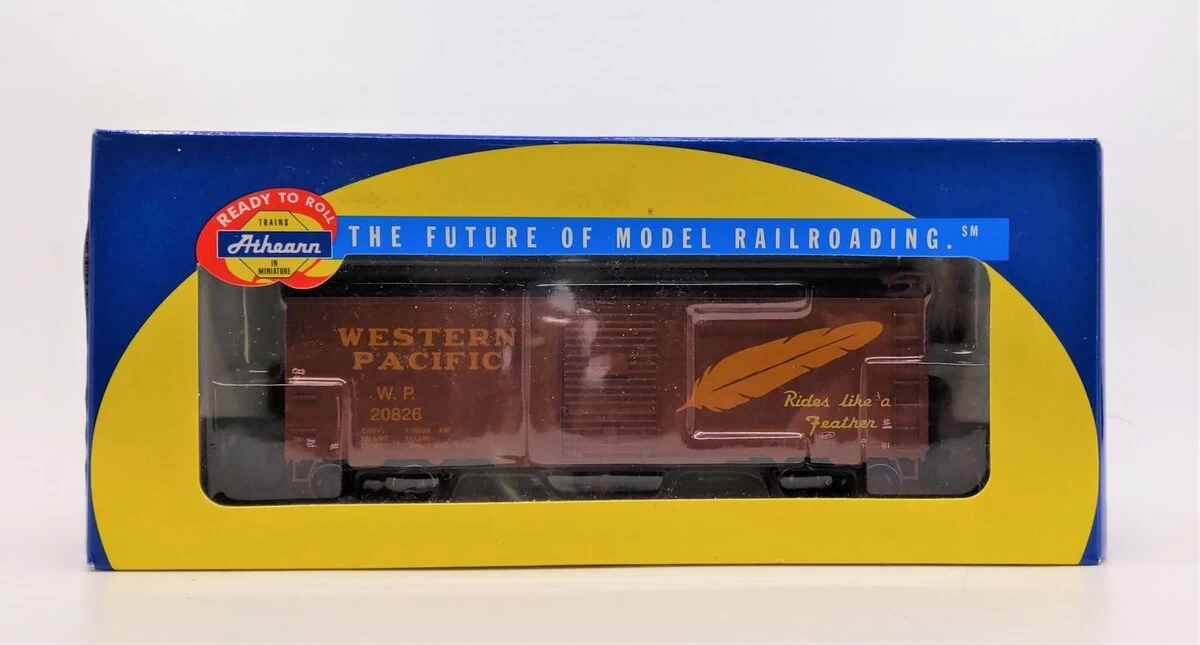 READY TO ROLL
TRAINS
Athearn
IN
MINIATURE
THE FUTURE OF MODEL RAILROADING.SM
WESTERN
PACIFIC
W. P.
20826
Rides like a
Feather